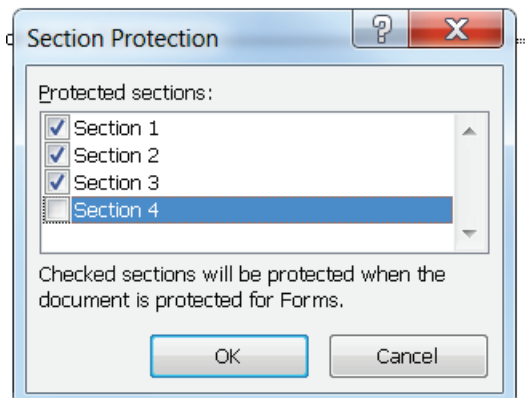 Section Protection
Protected sections:
Section 1
Section 2
Section 3
Section 4
Checked sections will be protected when the
document is protected for Forms.
OK
Cancel